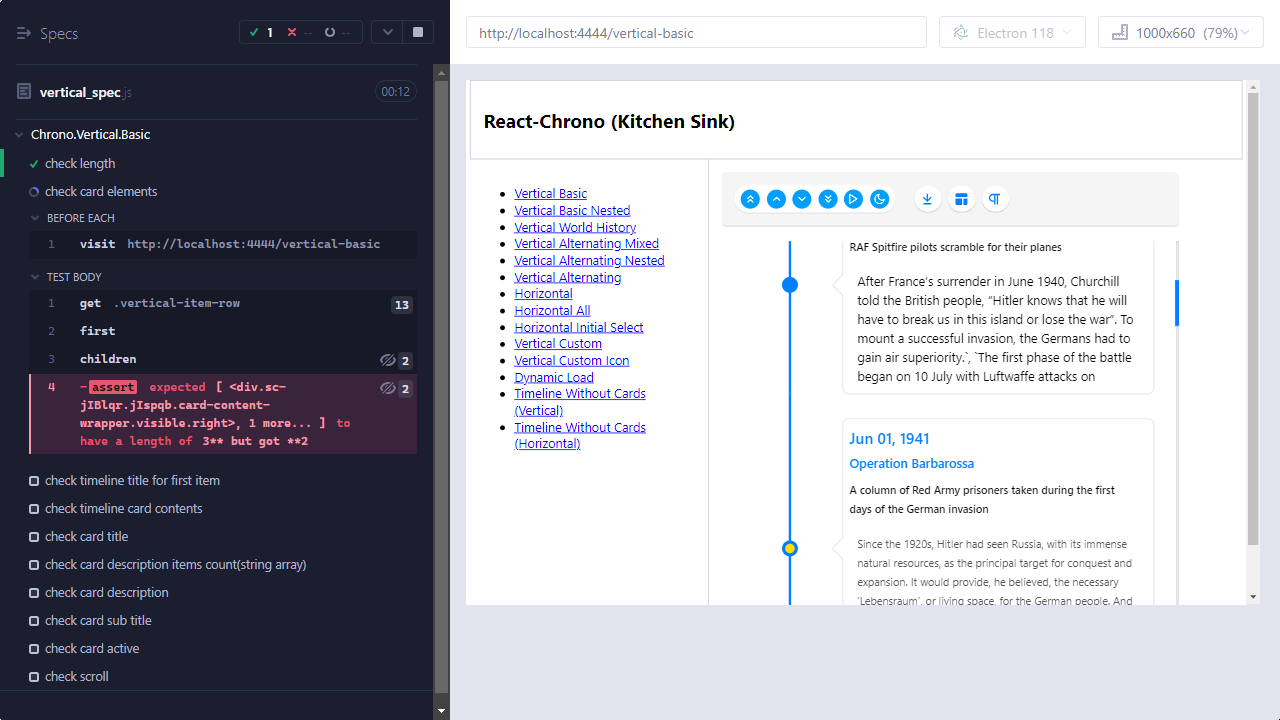 Specs
1
--
--
vertical_spec.js
00:12
Chrono.Vertical.Basic
check length
check card elements
BEFORE EACH
1 visit http://localhost:4444/vertical-basic
TEST BODY
1 get .vertical-item-row 13
2 first
3 children 2
4 -assert expected [ <div.sc-
jIBlqr.jIspqb.card-content-
wrapper.visible.right>, 1 more... ] to
have a length of 3** but got **2
2
check timeline title for first item
check timeline card contents
check card title
check card description items count(string array)
check card description
check card sub title
check card active
check scroll
http://localhost:4444/vertical-basic
Electron 118
1000x660 (79%)
React-Chrono (Kitchen Sink)
Vertical Basic
Vertical Basic Nested
Vertical World History
Vertical Alternating Mixed
Vertical Alternating Nested
Vertical Alternating
Horizontal
Horizontal All
Horizontal Initial Select
Vertical Custom
Vertical Custom Icon
Dynamic Load
Timeline Without Cards
(Vertical)
Timeline Without Cards
(Horizontal)
RAF Spitfire pilots scramble for their planes
After France’s surrender in June 1940, Churchill
told the British people, “Hitler knows that he will
have to break us in this island or lose the war”. To
mount a successful invasion, the Germans had to
gain air superiority.`, `The first phase of the battle
began on 10 July with Luftwaffe attacks on
Jun 01, 1941
Operation Barbarossa
A column of Red Army prisoners taken during the first
days of the German invasion
Since the 1920s, Hitler had seen Russia, with its immense
natural resources, as the principal target for conquest and
expansion. It would provide, he believed, the necessary
‘Lebensraum’, or living space, for the German people. And